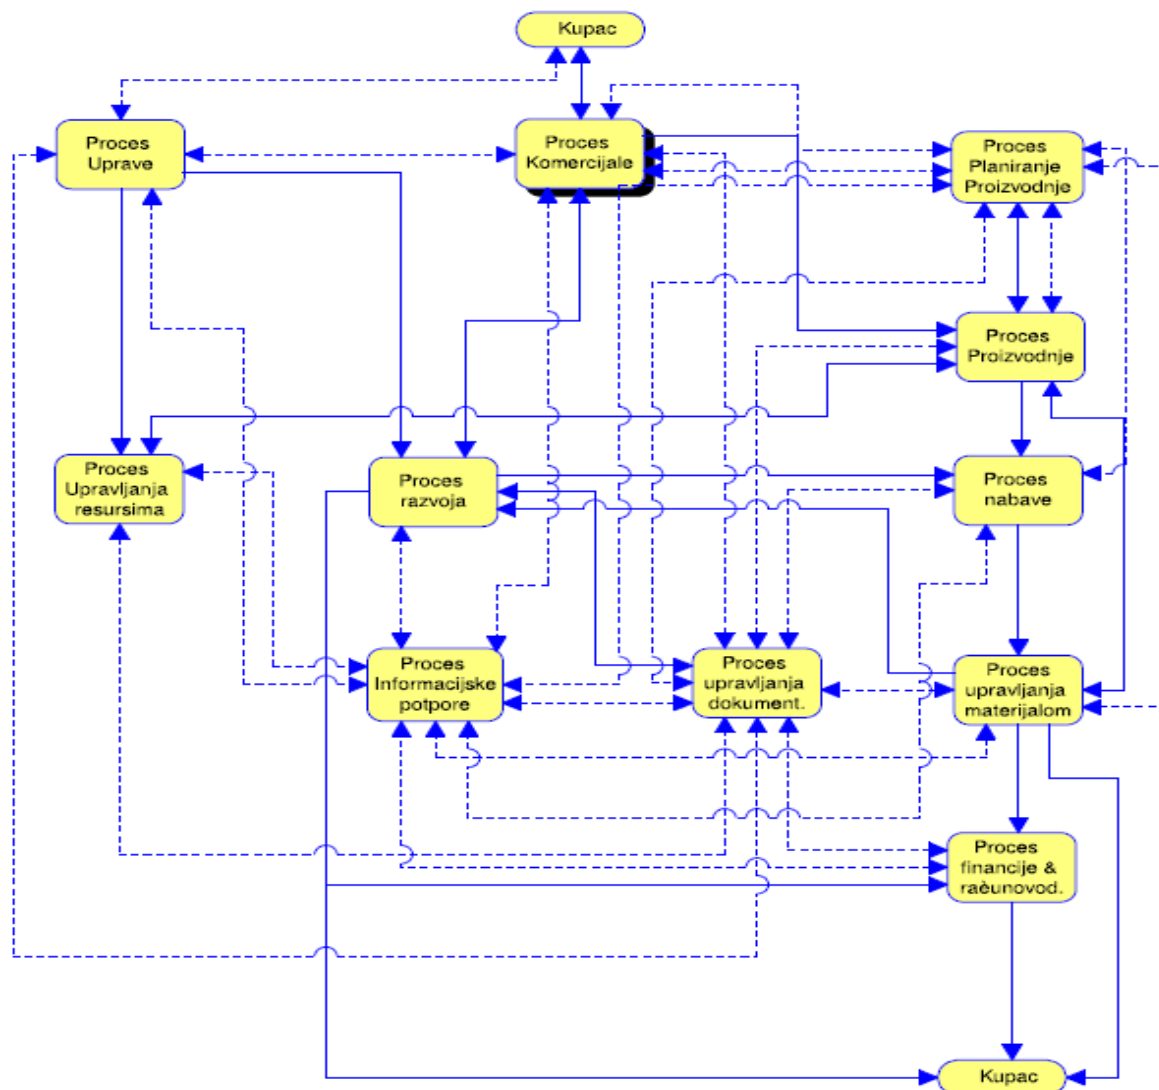 Kupac
Proces
Uprave
Proces
Komercijale
Proces
Planiranje
Proizvodnje
Proces
Proizvodnje
Proces
Upravljanja
resursima
Proces
razvoja
Proces
nabave
Proces
Informacijske
potpore
Proces
upravljanja
dokument.
Proces
upravljanja
materijalom
Proces
financije &
raèunovod.
Kupac